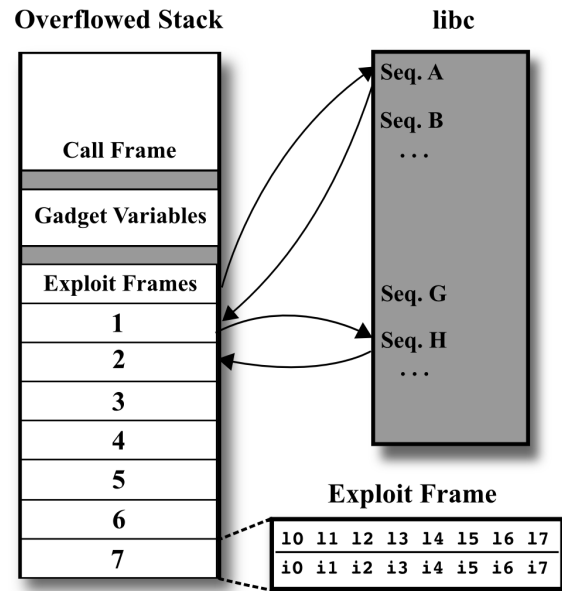 Overflowed Stack
Call Frame
Gadget Variables
Exploit Frames
1
2
3
4
5
6
7
libc
Seq. A
Seq. B
. . .
Seq. G
Seq. H
. . .
Exploit Frame
l0 l1 l2 l3 l4 l5 l6 l7
i0 i1 i2 i3 i4 i5 i6 i7